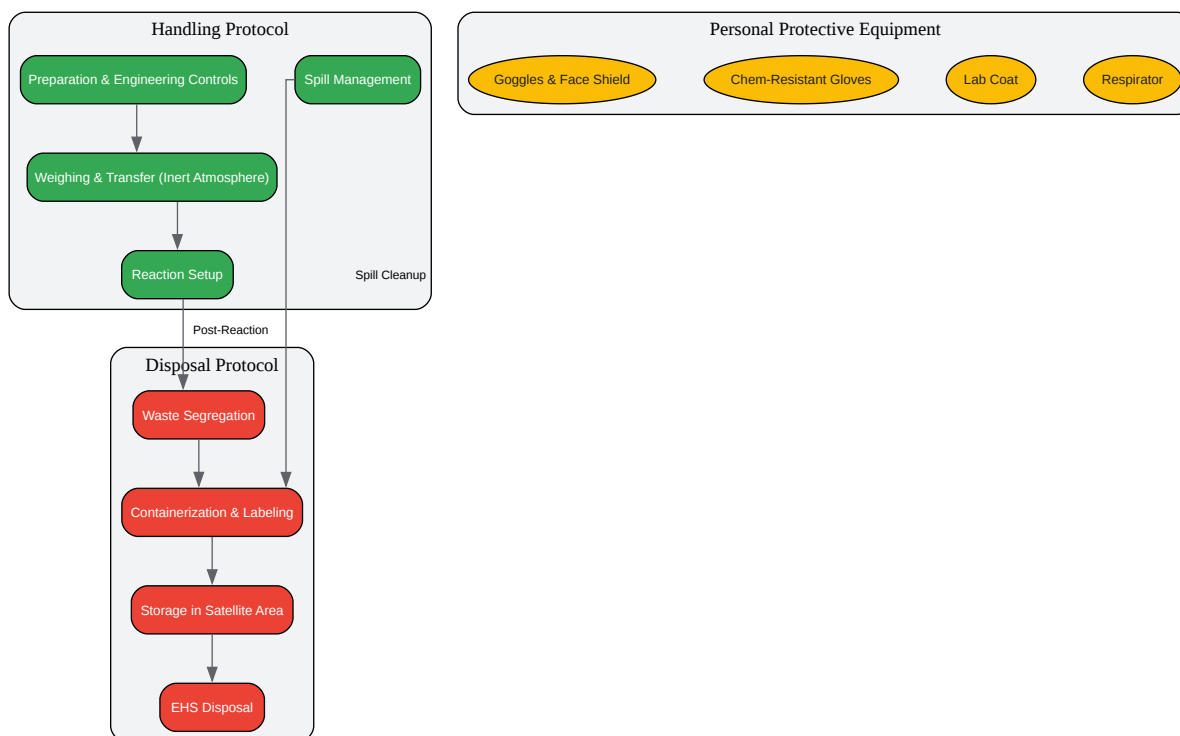 Handling Protocol
Preparation & Engineering Controls
Spill Management
Weighing & Transfer (Inert Atmosphere)
Reaction Setup
Spill Cleanup
Post-Reaction
Disposal Protocol
Waste Segregation
Containerization & Labeling
Storage in Satellite Area
EHS Disposal
Personal Protective Equipment
Goggles & Face Shield
Chem-Resistant Gloves
Lab Coat
Respirator